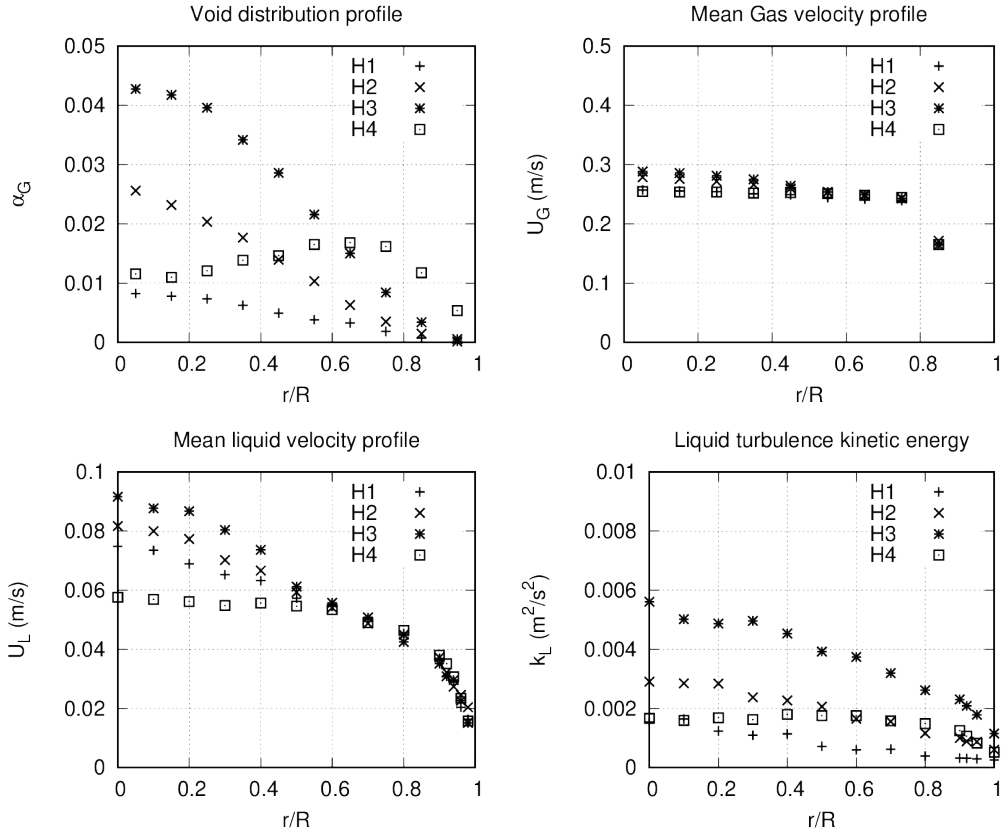 Void distribution profile
0.05
0.04
0.03
0.02
0.01
0
α_G
H1
H2
H3
H4
0 0.2 0.4 0.6 0.8 1
r/R
Mean Gas velocity profile
0.5
0.4
0.3
0.2
0.1
0
U_G (m/s)
H1
H2
H3
H4
0 0.2 0.4 0.6 0.8 1
r/R
Mean liquid velocity profile
0.1
0.08
0.06
0.04
0.02
0
U_L (m/s)
H1
H2
H3
H4
0 0.2 0.4 0.6 0.8 1
r/R
Liquid turbulence kinetic energy
0.01
0.008
0.006
0.004
0.002
0
k_L (m²/s²)
H1
H2
H3
H4
0 0.2 0.4 0.6 0.8 1
r/R